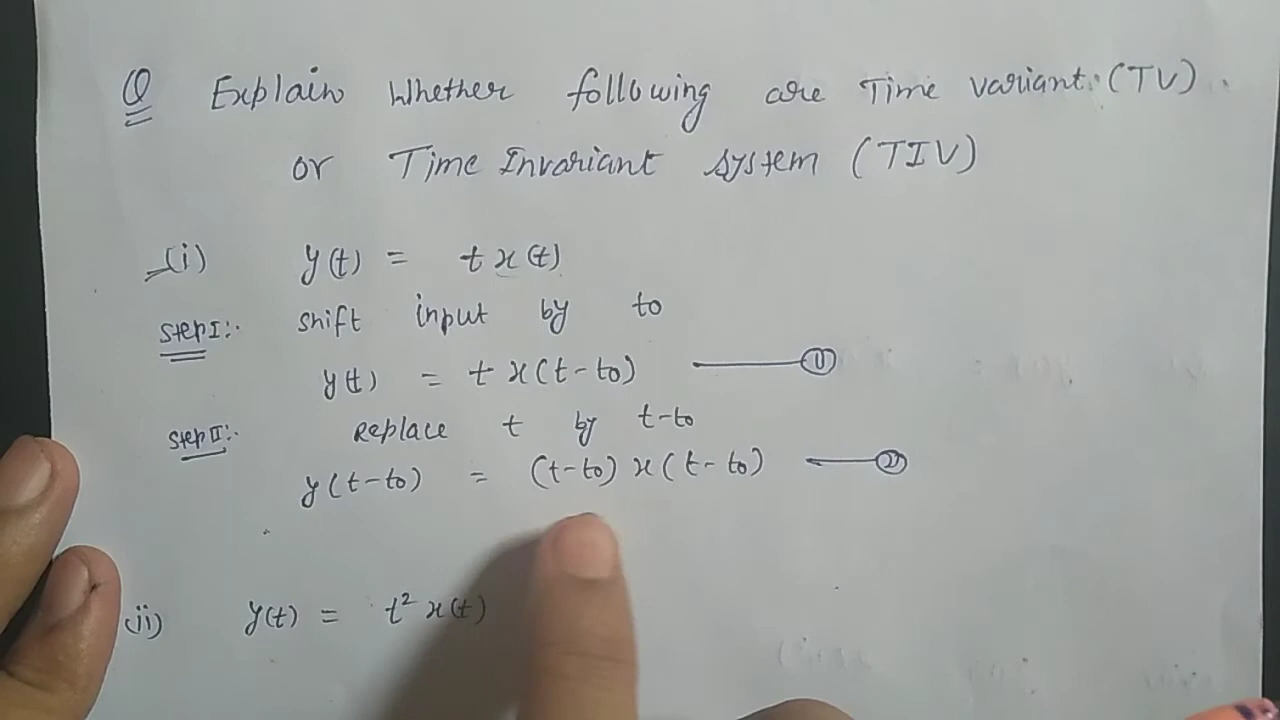 Q Explain Whether following are Time variant (TV)
or Time Invariant system (TIV)
(i) y(t) = t x(t)
Step I:- shift input by to
y(t) = t x(t-to) ① 
Step II:- Replace t by t-to
y(t-to) = (t-to) x(t-to) ②
(ii) y(t) = t² x(t)